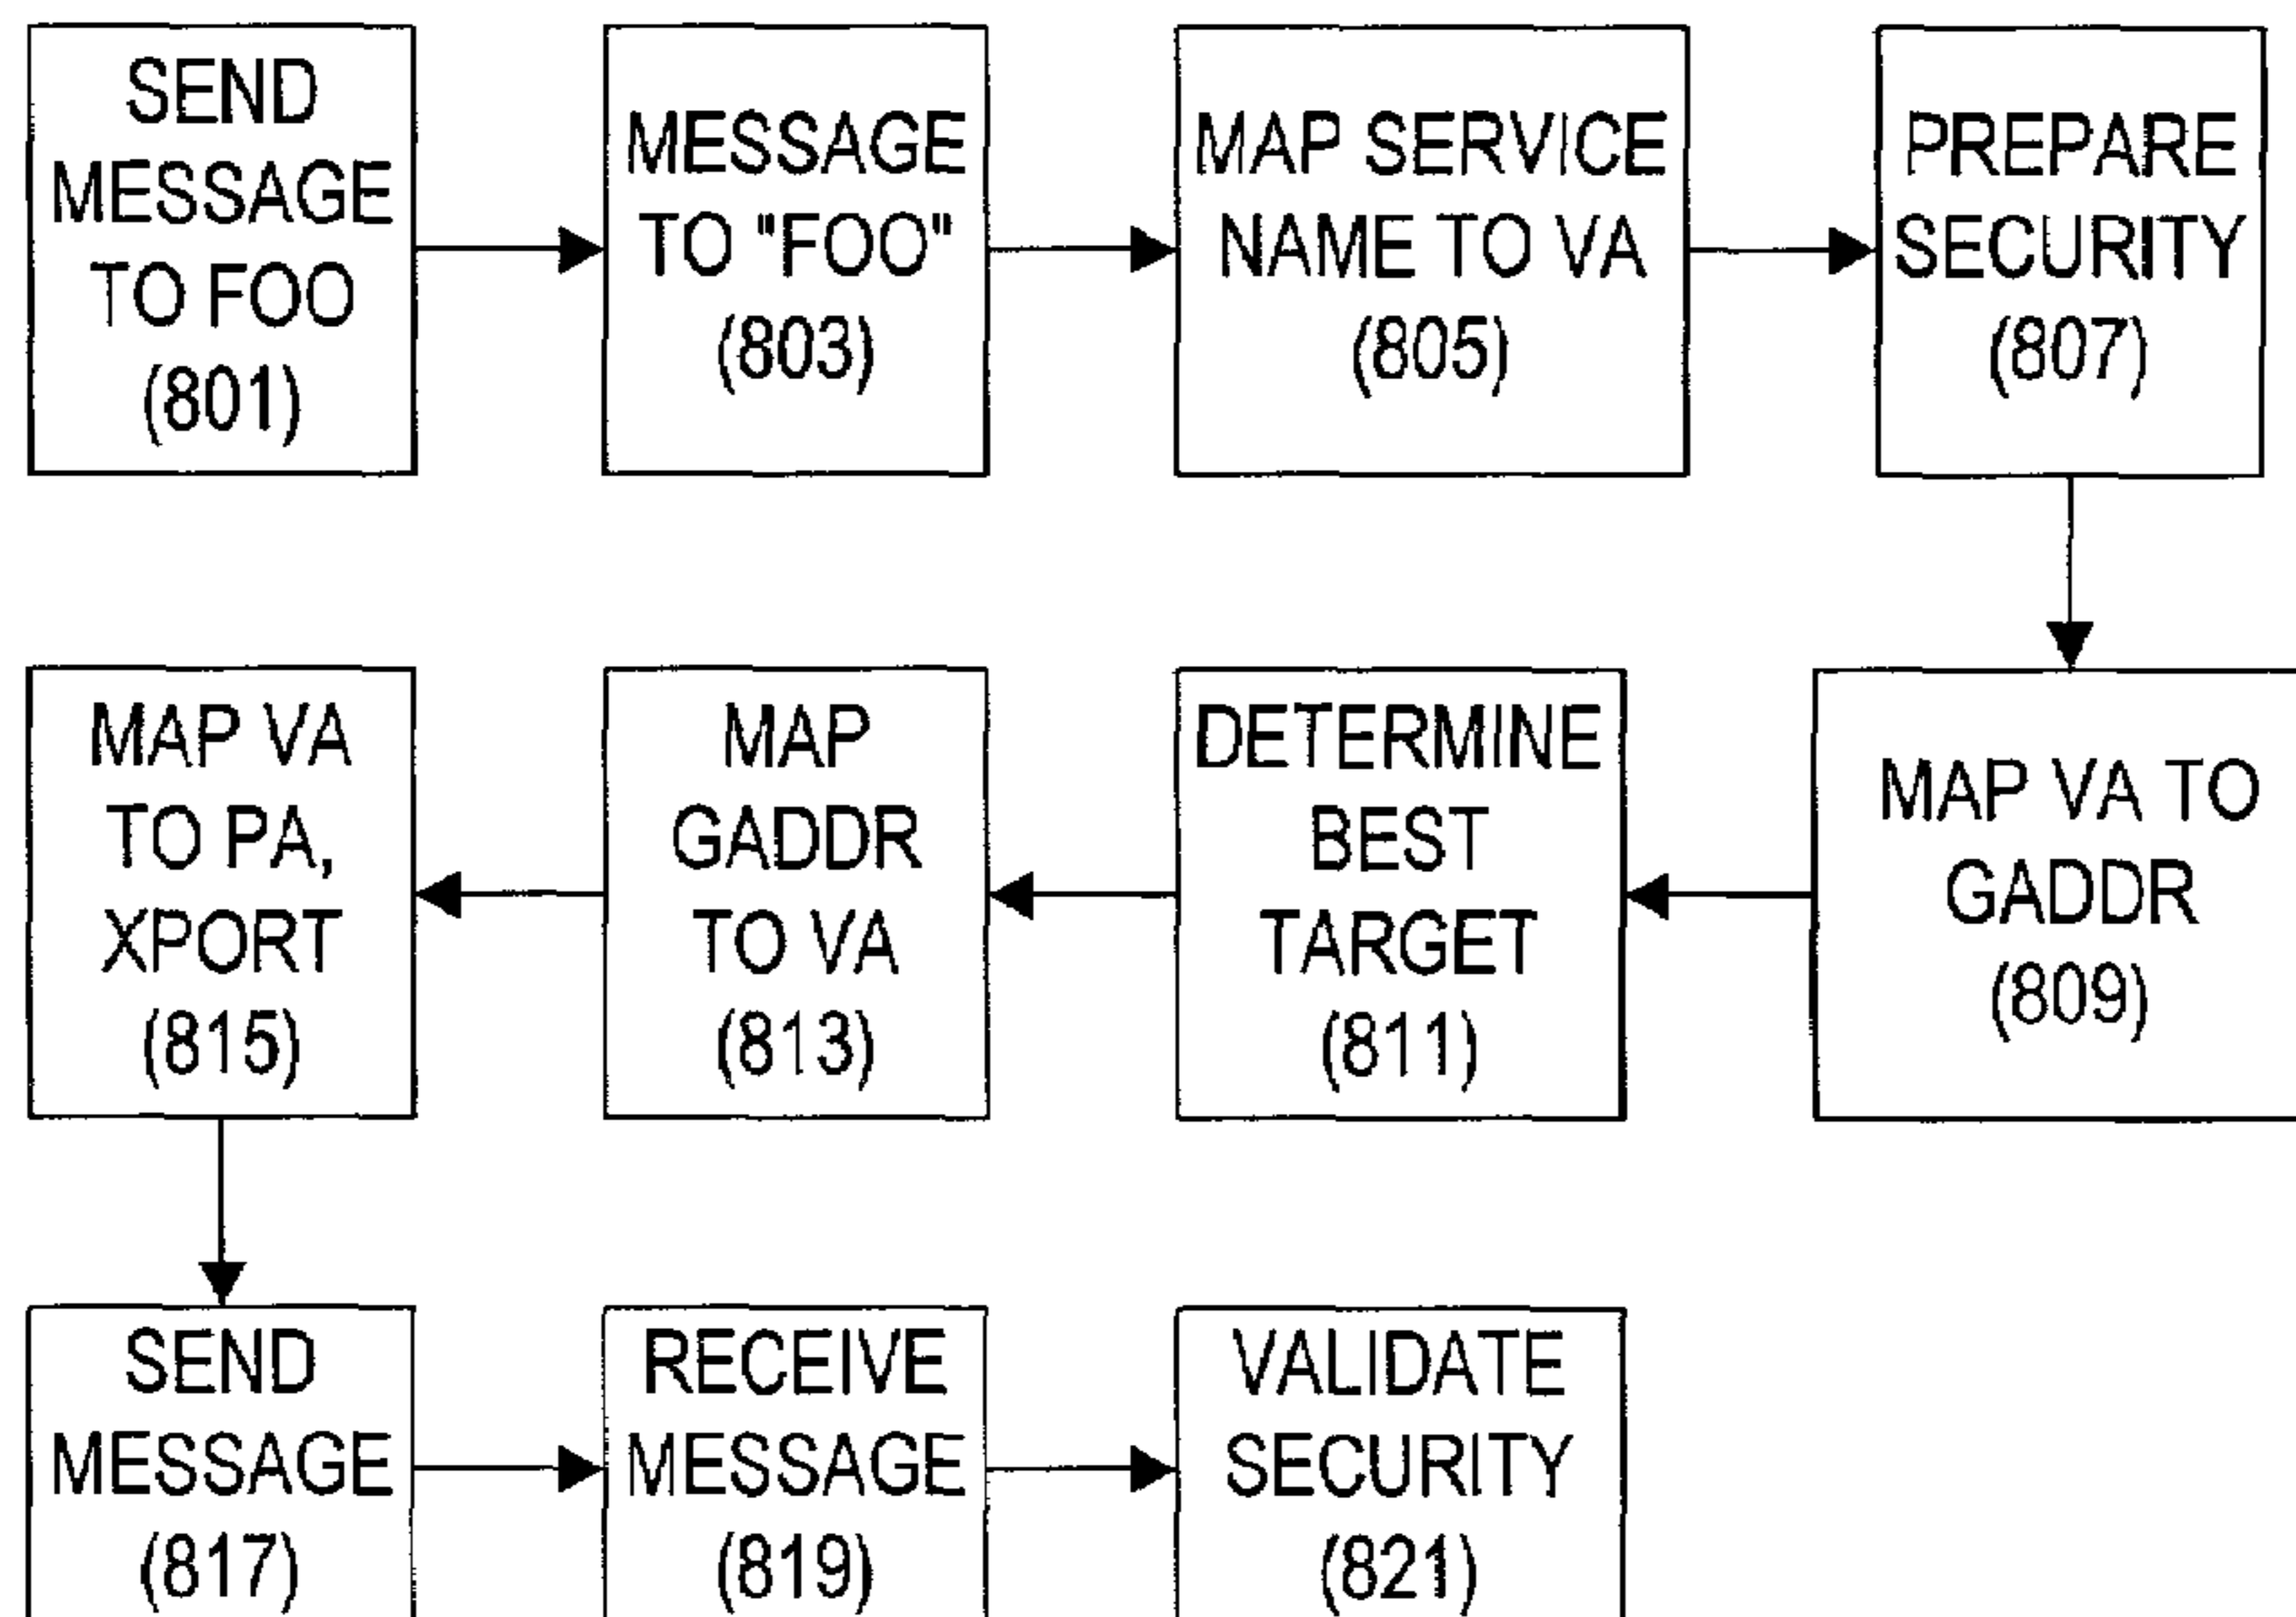 SEND
MESSAGE
TO FOO
(801)
MESSAGE
TO "FOO"
(803)
MAP SERVICE
NAME TO VA
(805)
PREPARE
SECURITY
(807)
MAP VA TO
GADDR
(809)
DETERMINE
BEST
TARGET
(811)
MAP
GADDR
TO VA
(813)
MAP VA
TO PA,
XPORT
(815)
SEND
MESSAGE
(817)
RECEIVE
MESSAGE
(819)
VALIDATE
SECURITY
(821)